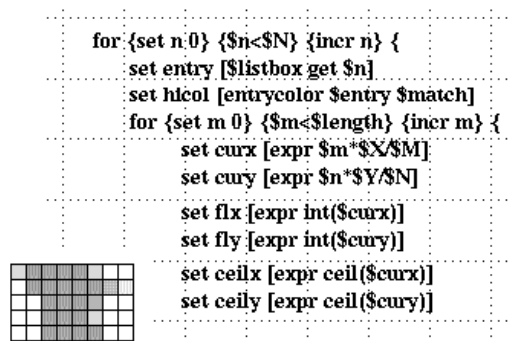 for {set n 0} {$n<$N} {incr n} {
set entry [$listbox get $n]
set hlcol [entrycolor $entry $match]
for {set m 0} {$m<$length} {incr m} {
set curx [expr $m*$X/$M]
set cury [expr $n*$Y/$N]
set flx [expr int($curx)]
set fly [expr int($cury)]
set ceilx [expr ceil($curx)]
set ceily [expr ceil($cury)]